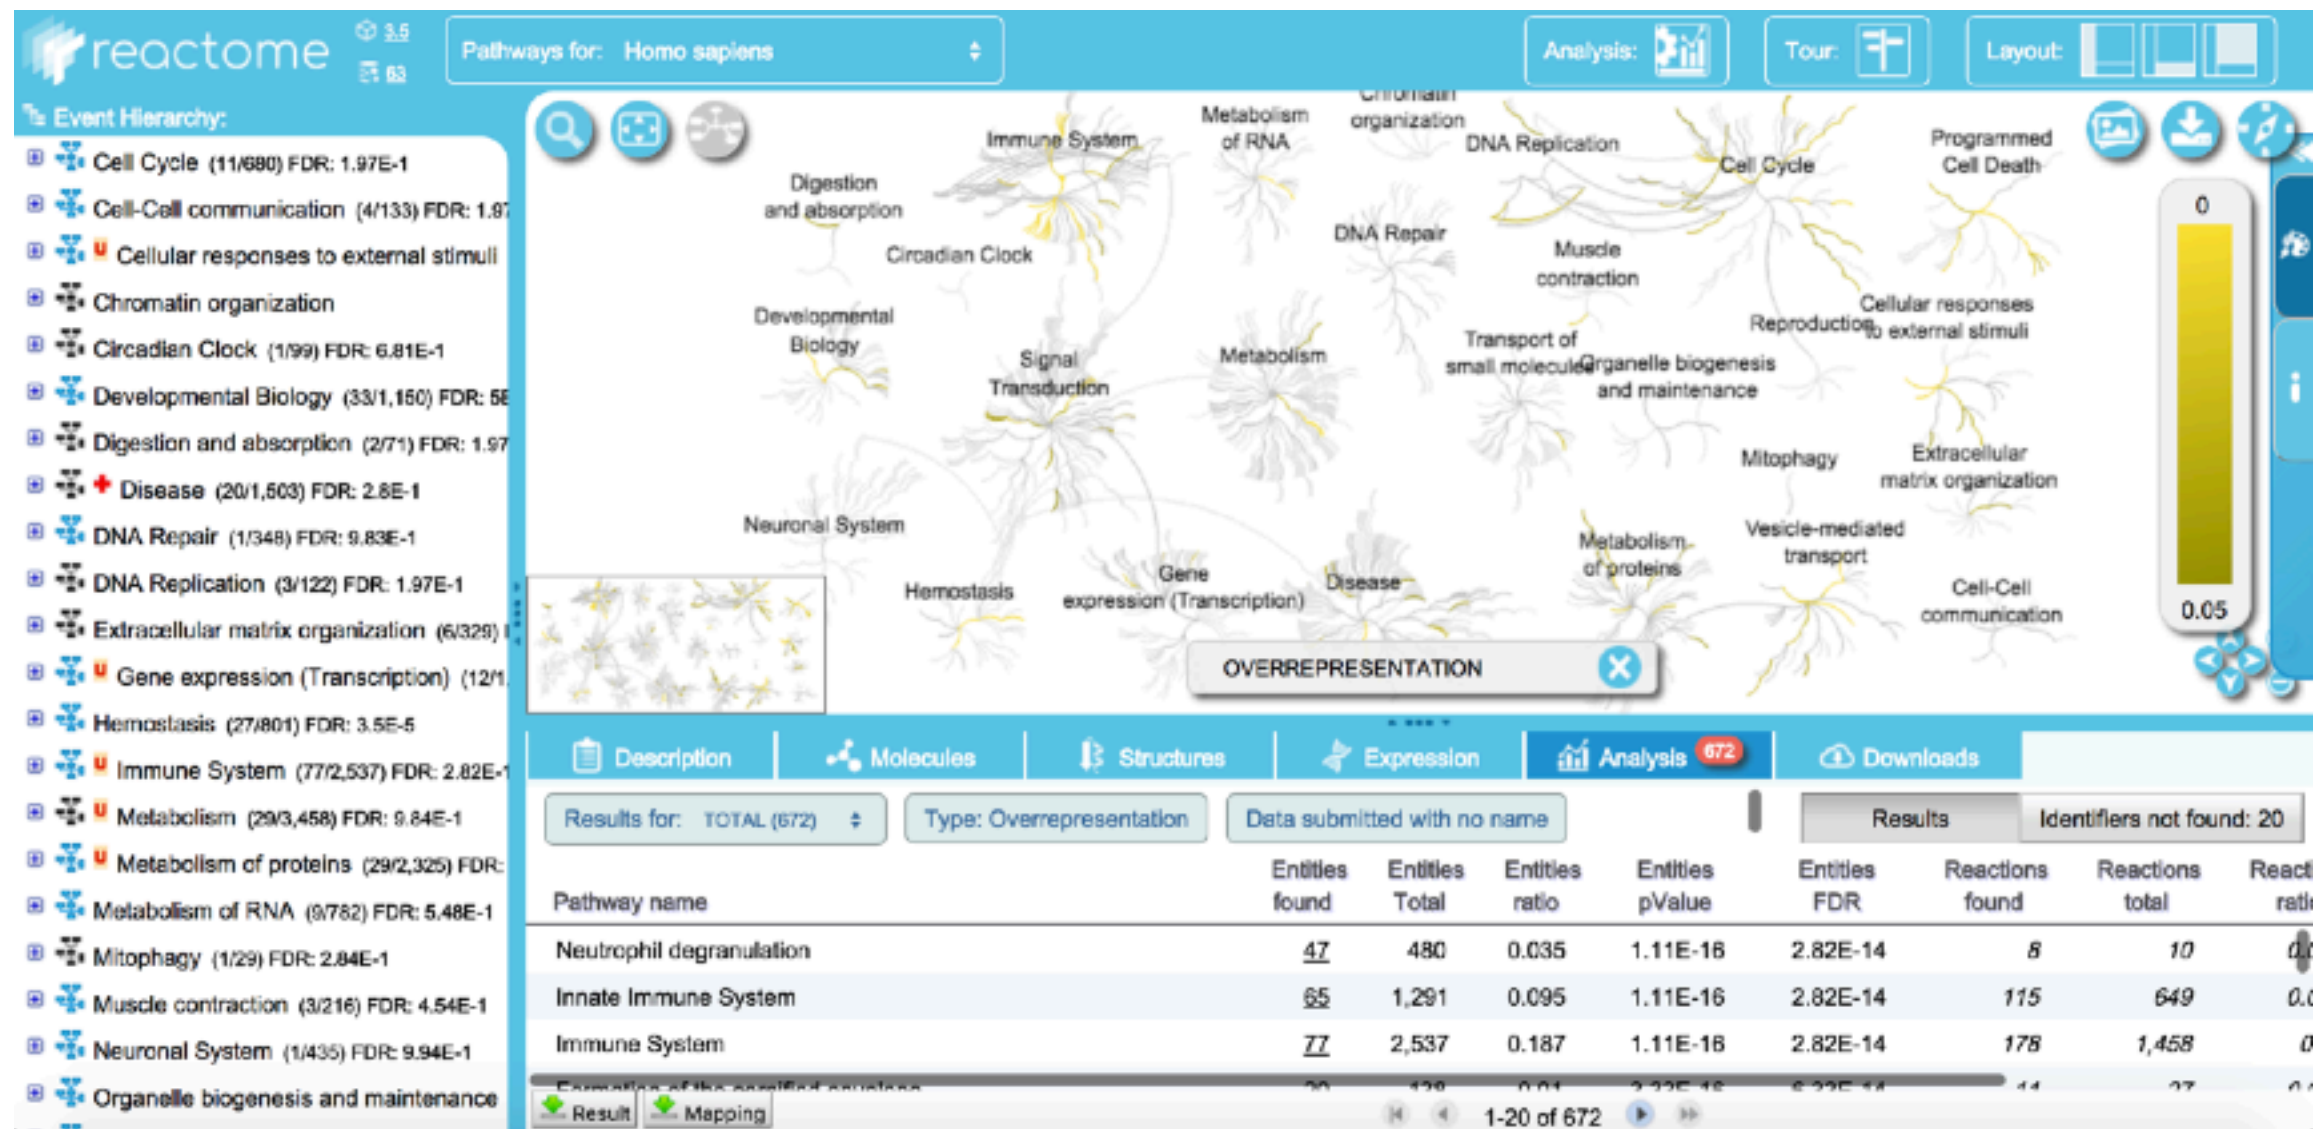 reactome
3.5
63
Pathways for: Homo sapiens
Analysis:
Tour:
Layout:
Event Hierarchy:
Cell Cycle (11/680) FDR: 1.97E-1
Cell-Cell communication (4/133) FDR: 1.97
Cellular responses to external stimuli
Chromatin organization
Circadian Clock (1/99) FDR: 6.81E-1
Developmental Biology (33/1,150) FDR: 5E
Digestion and absorption (2/71) FDR: 1.97
Disease (20/1,503) FDR: 2.8E-1
DNA Repair (1/348) FDR: 9.83E-1
DNA Replication (3/122) FDR: 1.97E-1
Extracellular matrix organization (6/329)
Gene expression (Transcription) (12/1
Hemostasis (27/801) FDR: 3.5E-5
Immune System (77/2,537) FDR: 2.82E-1
Metabolism (29/3,458) FDR: 9.84E-1
Metabolism of proteins (29/2,325) FDR:
Metabolism of RNA (9/782) FDR: 5.48E-1
Mitophagy (1/29) FDR: 2.84E-1
Muscle contraction (3/216) FDR: 4.54E-1
Neuronal System (1/435) FDR: 9.94E-1
Organelle biogenesis and maintenance
Immune System
Metabolism
of RNA
Chromatin
organization
DNA Replication
Cell Cycle
Programmed
Cell Death
Digestion
and absorption
Circadian Clock
DNA Repair
Muscle
contraction
Developmental
Biology
Signal
Transduction
Metabolism
Transport of
small molecules
Organelle biogenesis
and maintenance
Reproduction
Cellular responses
to external stimuli
Mitophagy
Extracellular
matrix organization
Neuronal System
Hemostasis
Gene
expression (Transcription)
Disease
Metabolism
of proteins
Vesicle-mediated
transport
Cell-Cell
communication
0
0.05
OVERREPRESENTATION
Description
Molecules
Structures
Expression
Analysis 672
Downloads
Results for: TOTAL (672)
Type: Overrepresentation
Data submitted with no name
Results
Identifiers not found: 20
Pathway name
Entities found
Entities Total
Entities ratio
Entities pValue
Entities FDR
Reactions found
Reactions total
Neutrophil degranulation 47 480 0.035 1.11E-16 2.82E-14 8 10
Innate Immune System 65 1,291 0.095 1.11E-16 2.82E-14 115 649
Immune System 77 2,537 0.187 1.11E-16 2.82E-14 178 1,458
Result
Mapping
1-20 of 672